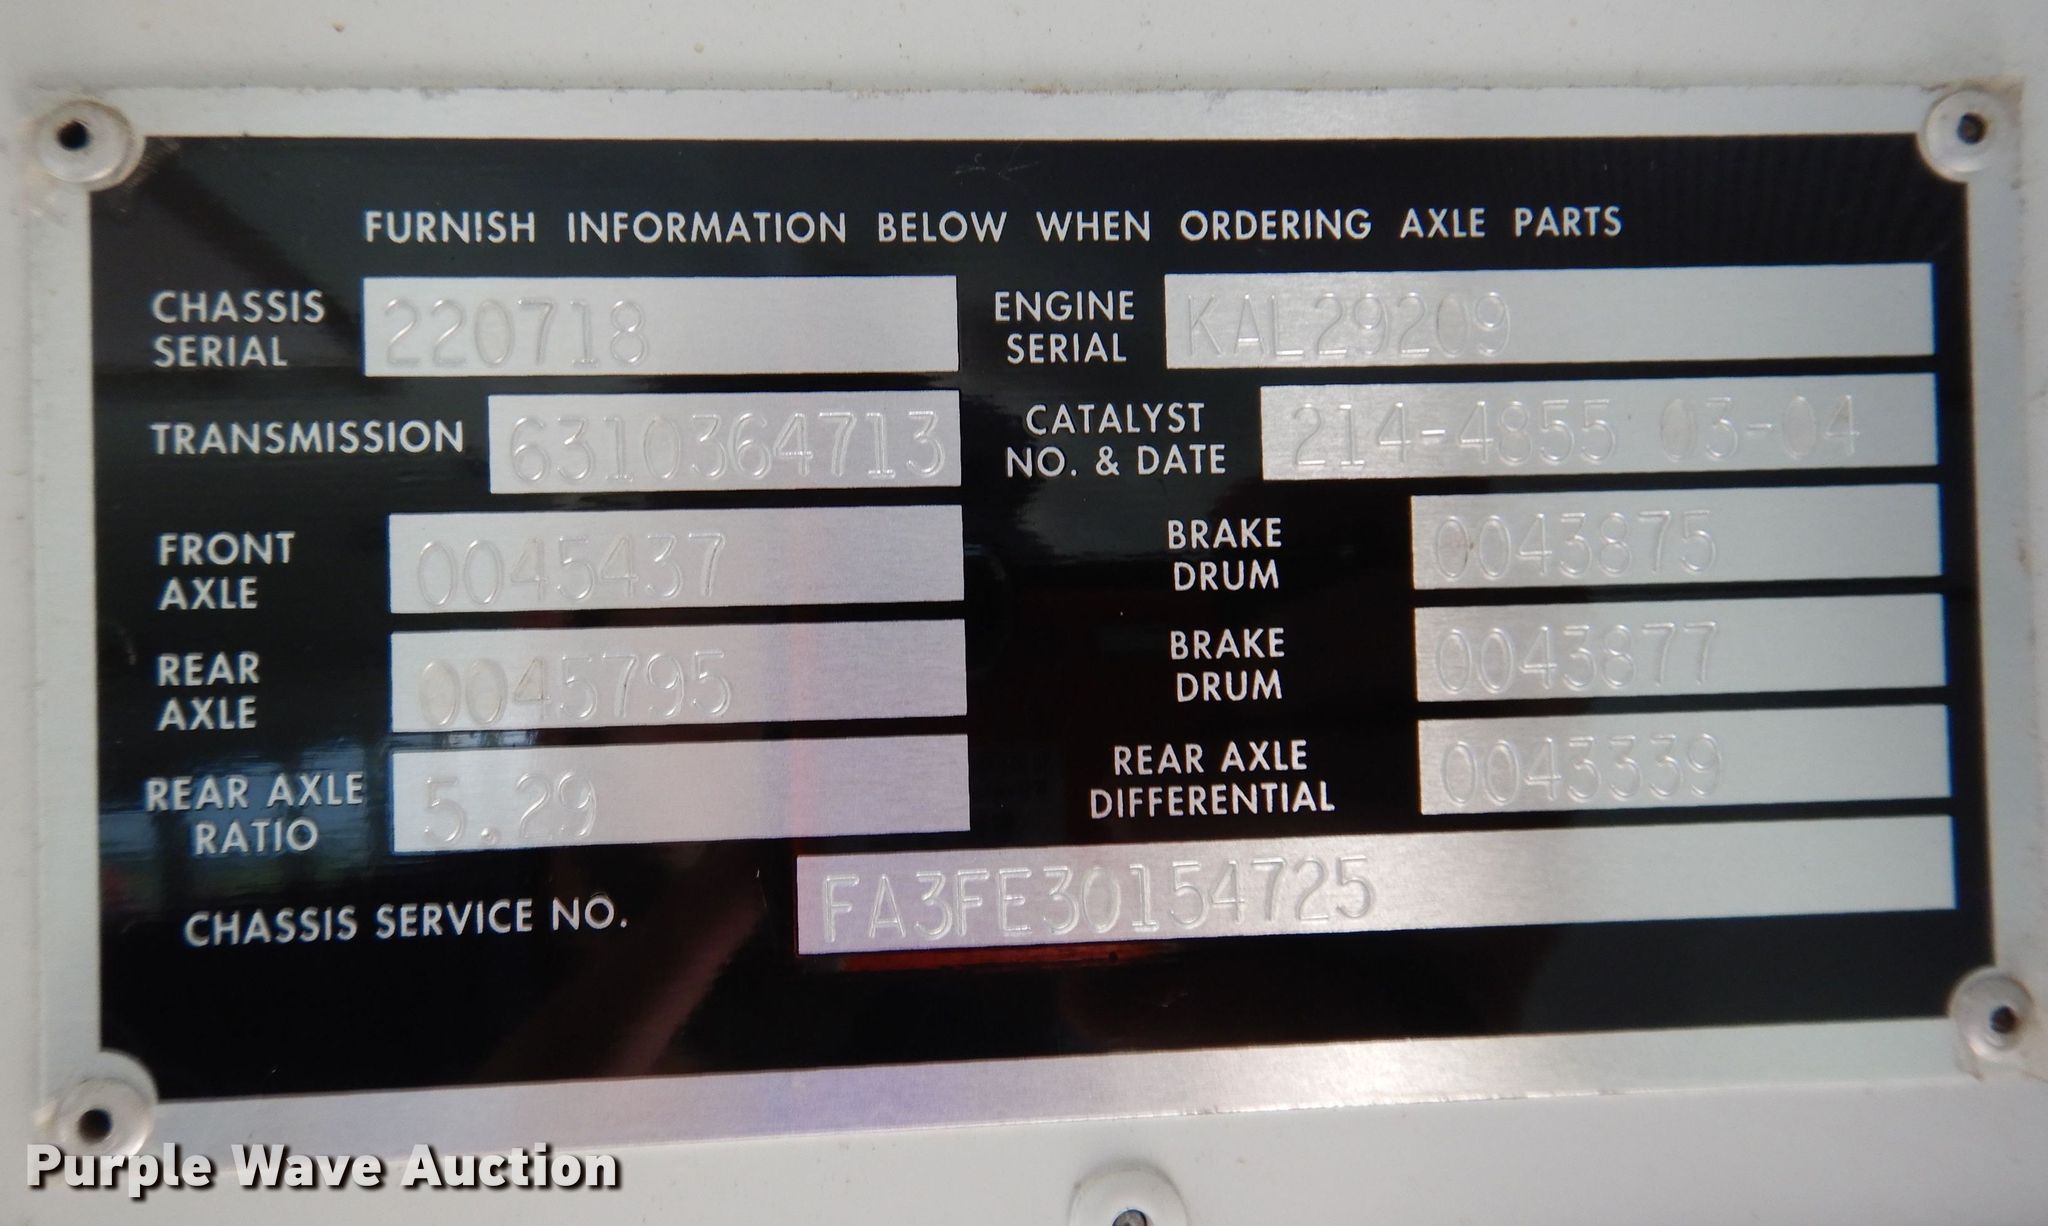 FURNISH INFORMATION BELOW WHEN ORDERING AXLE PARTS
CHASSIS SERIAL 220718
ENGINE SERIAL KAL29209
TRANSMISSION 6310364713
CATALYST NO. & DATE 214-4855 03-04
FRONT AXLE 0045437
BRAKE DRUM 0043875
REAR AXLE 0045795
BRAKE DRUM 0043877
REAR AXLE RATIO 5.29
REAR AXLE DIFFERENTIAL 0043339
CHASSIS SERVICE NO. FA3FE30154725
Purple Wave Auction